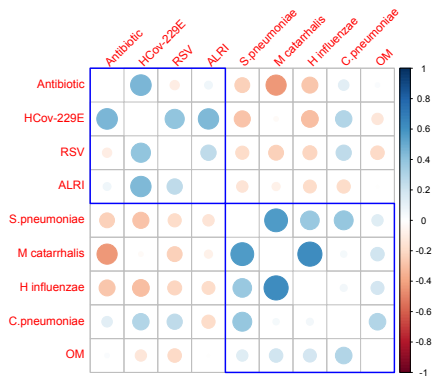 Antibiotic
HCov-229E
RSV
ALRI
S.pneumoniae
M catarrhalis
H influenzae
C.pneumoniae
OM
Antibiotic
HCov-229E
RSV
ALRI
S.pneumoniae
M catarrhalis
H influenzae
C.pneumoniae
OM
1
0.8
0.6
0.4
0.2
0
-0.2
-0.4
-0.6
-0.8
-1